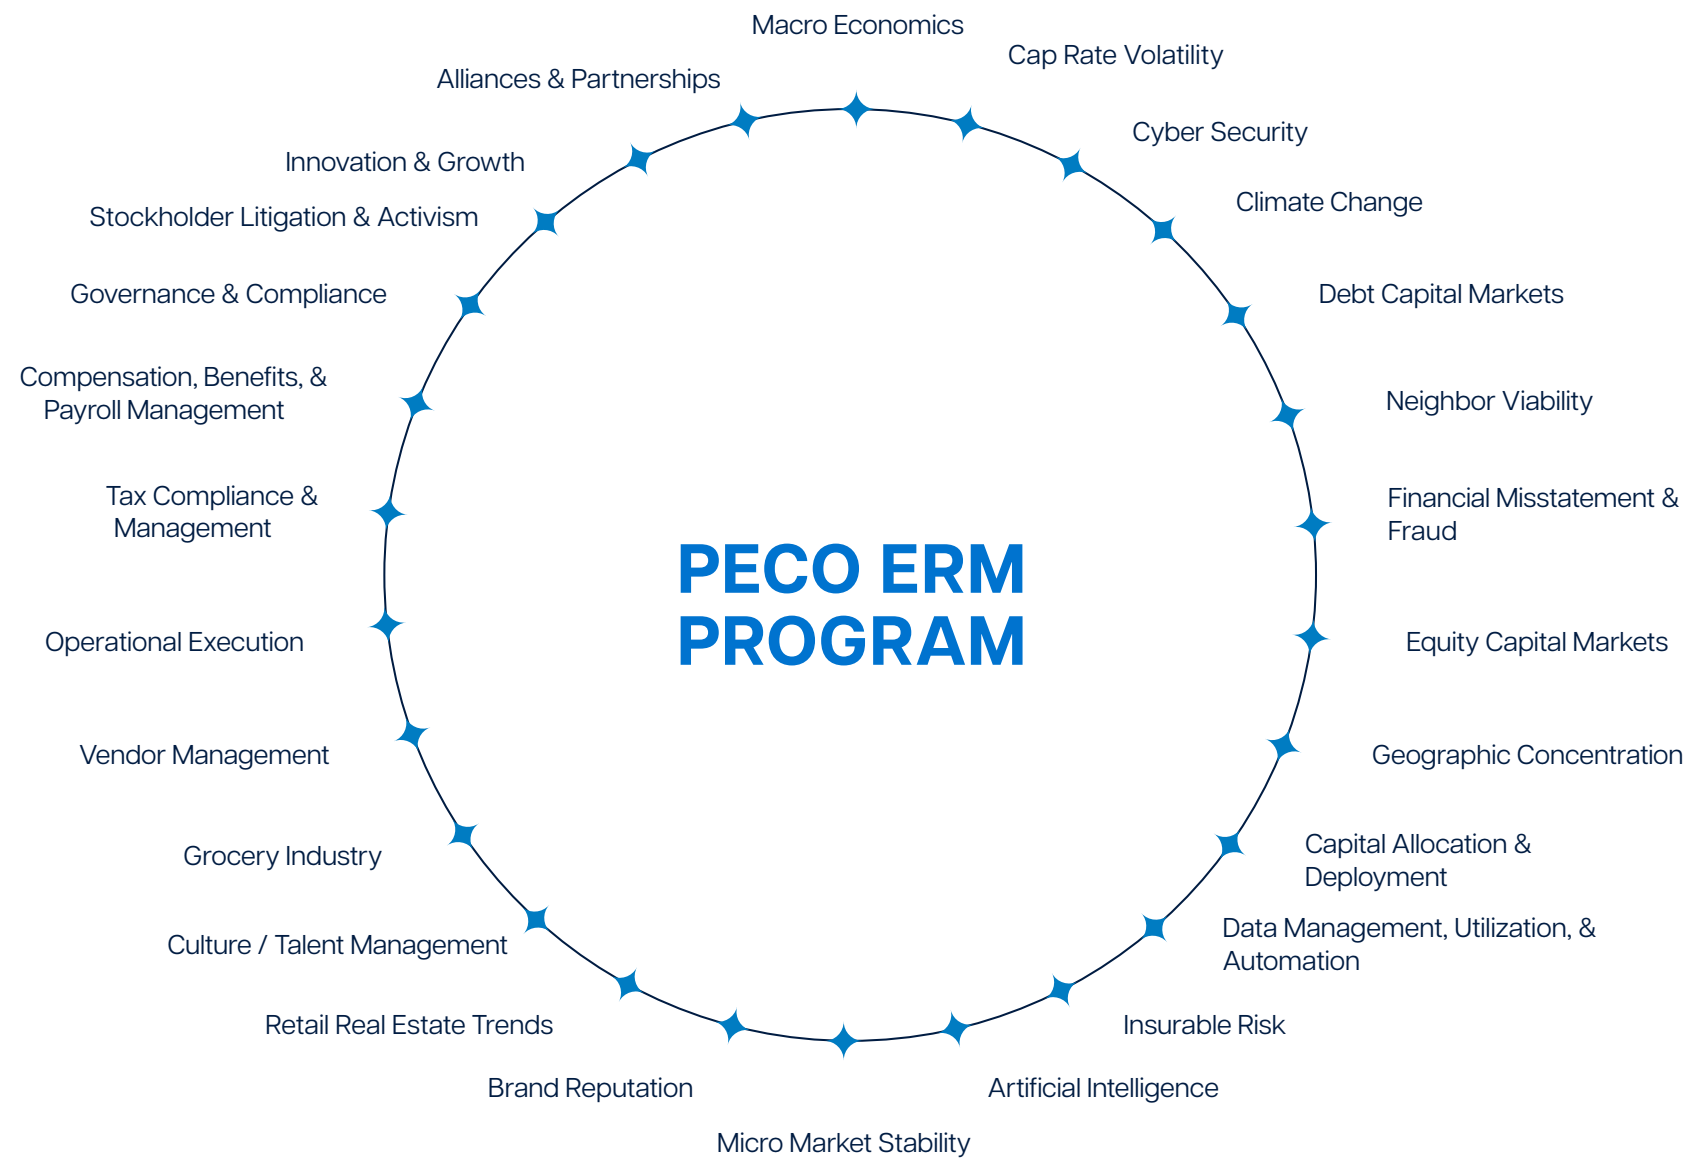 Macro Economics
Cap Rate Volatility
Cyber Security
Climate Change
Debt Capital Markets
Neighbor Viability
Financial Misstatement &
Fraud
Equity Capital Markets
Geographic Concentration
Capital Allocation &
Deployment
Data Management, Utilization, &
Automation
Insurable Risk
Artificial Intelligence
Micro Market Stability
Brand Reputation
Retail Real Estate Trends
Culture / Talent Management
Grocery Industry
Vendor Management
Operational Execution
Tax Compliance &
Management
Compensation, Benefits, &
Payroll Management
Governance & Compliance
Stockholder Litigation & Activism
Innovation & Growth
Alliances & Partnerships
PECO ERM
PROGRAM